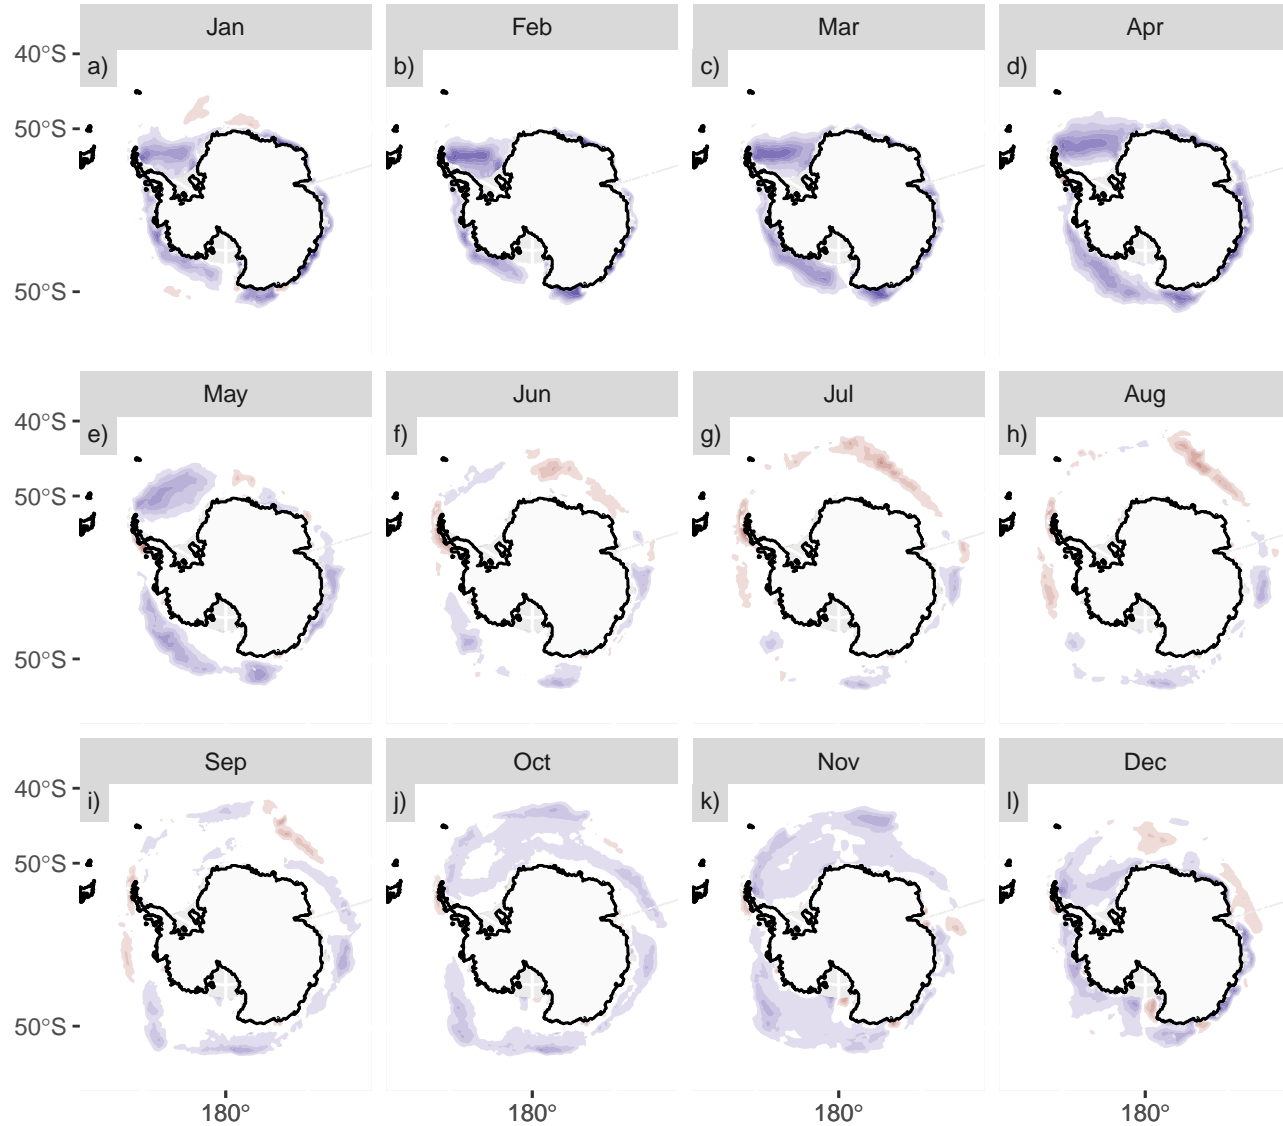 Jan Feb Mar Apr
40°S
a) b) c) d)
50°S
50°S
May Jun Jul Aug
40°S
e) f) g) h)
50°S
50°S
Sep Oct Nov Dec
40°S
i) j) k) l)
50°S
50°S
180° 180° 180° 180°